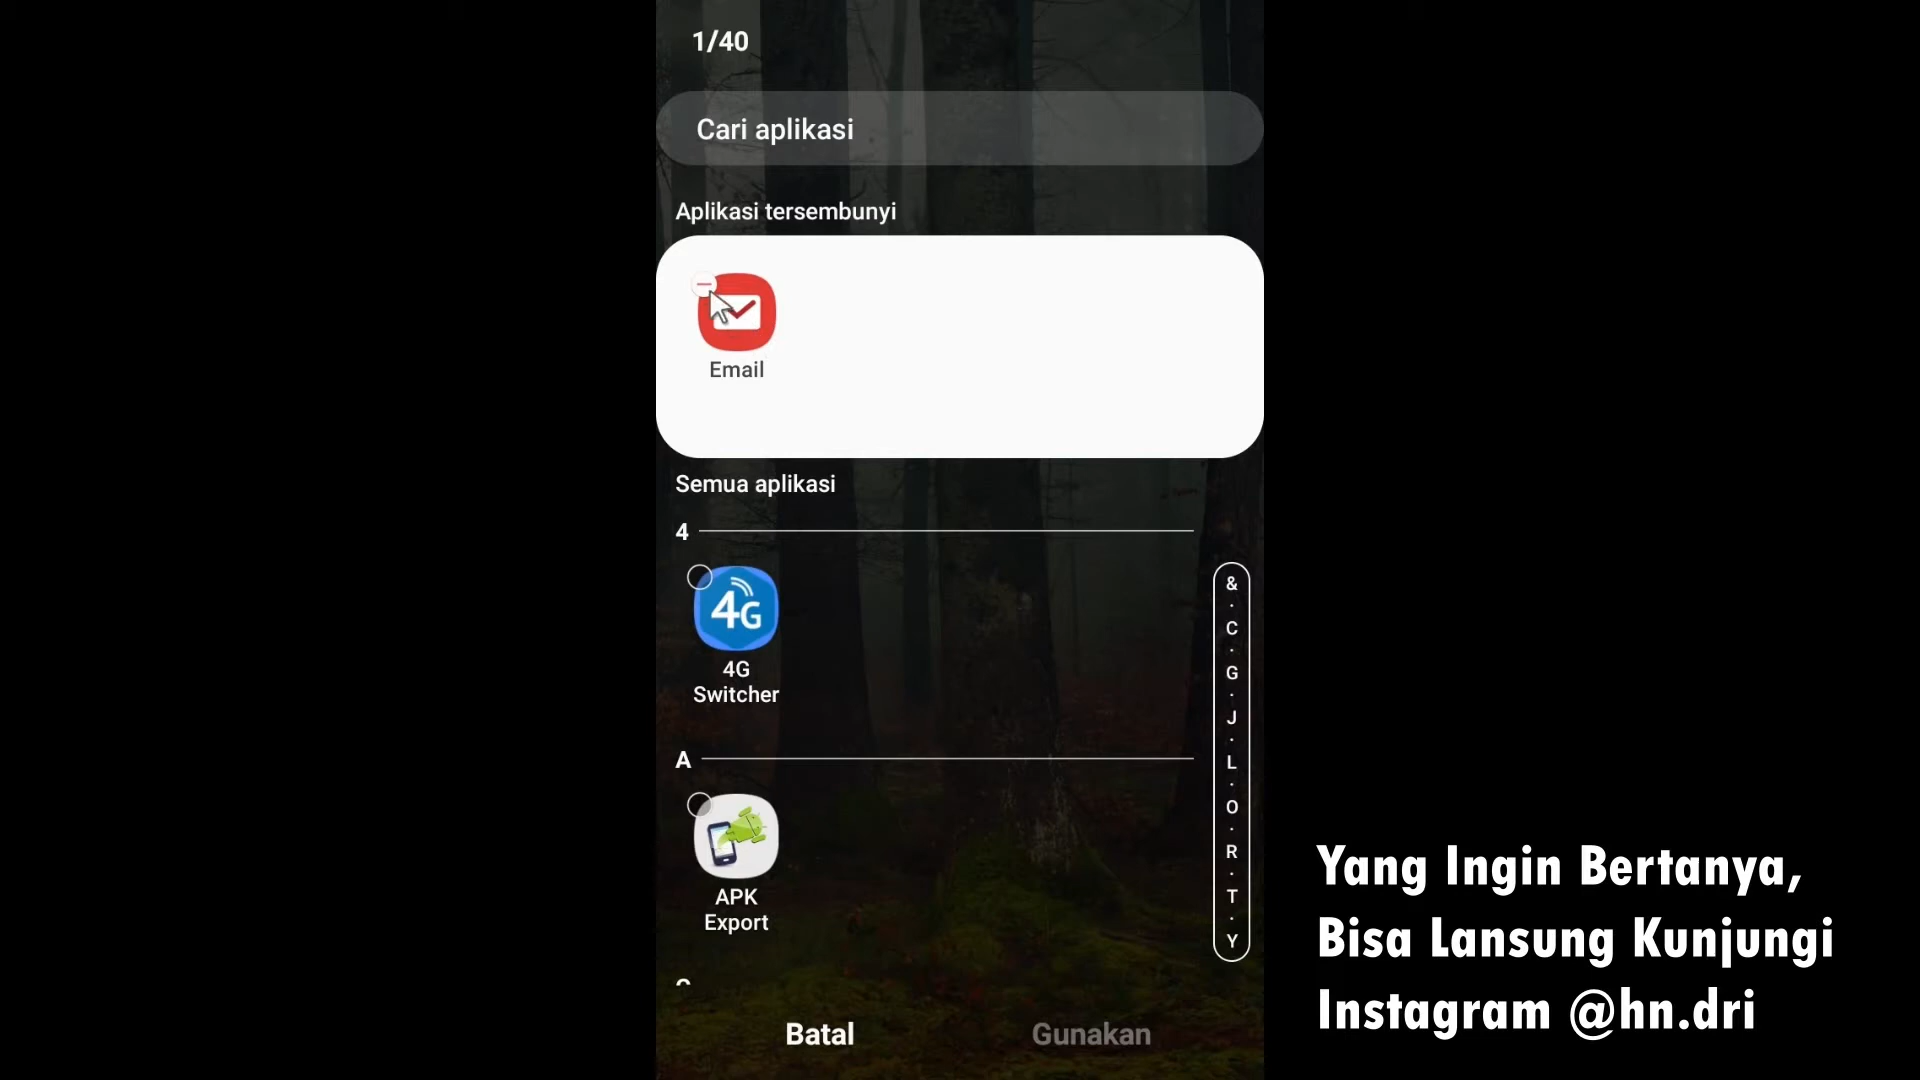 1/40
Cari aplikasi
Aplikasi tersembunyi
Email
Semua aplikasi
4
4G
4G
Switcher
A
APK
Export
&
C
G
J
L
O
R
T
Y
Batal
Gunakan
Yang Ingin Bertanya,
Bisa Lansung Kunjungi
Instagram @hn.dri